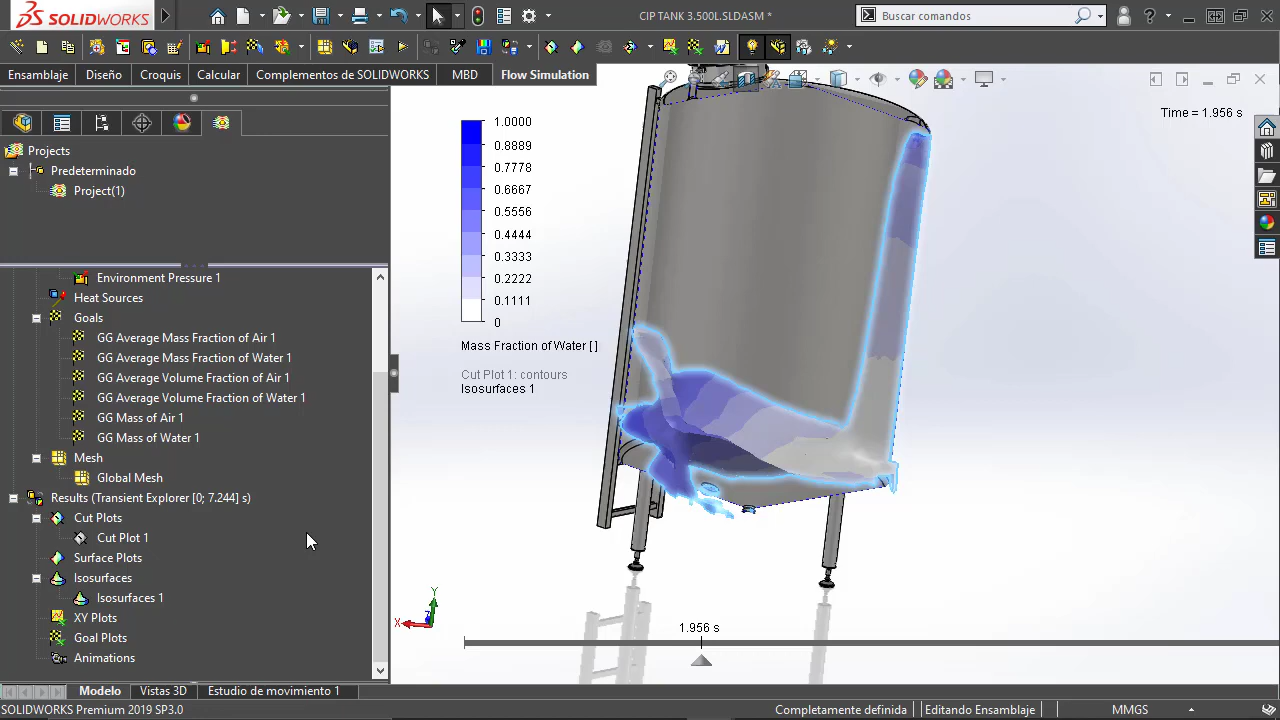 SOLIDWORKS
CIP TANK 3.500L.SLDASM *
Buscar comandos
Ensamblaje
Diseño
Croquis
Calcular
Complementos de SOLIDWORKS
MBD
Flow Simulation
Projects
Predeterminado
Project(1)
Environment Pressure 1
Heat Sources
Goals
GG Average Mass Fraction of Air 1
GG Average Mass Fraction of Water 1
GG Average Volume Fraction of Air 1
GG Average Volume Fraction of Water 1
GG Mass of Air 1
GG Mass of Water 1
Mesh
Global Mesh
Results (Transient Explorer [0; 7.244] s)
Cut Plots
Cut Plot 1
Surface Plots
Isosurfaces
Isosurfaces 1
XY Plots
Goal Plots
Animations
Time = 1.956 s
1.0000
0.8889
0.7778
0.6667
0.5556
0.4444
0.3333
0.2222
0.1111
0
Mass Fraction of Water [ ]
Cut Plot 1: contours
Isosurfaces 1
Y
X
Z
1.956 s
Modelo
Vistas 3D
Estudio de movimiento 1
SOLIDWORKS Premium 2019 SP3.0
Completamente definida
Editando Ensamblaje
MMGS